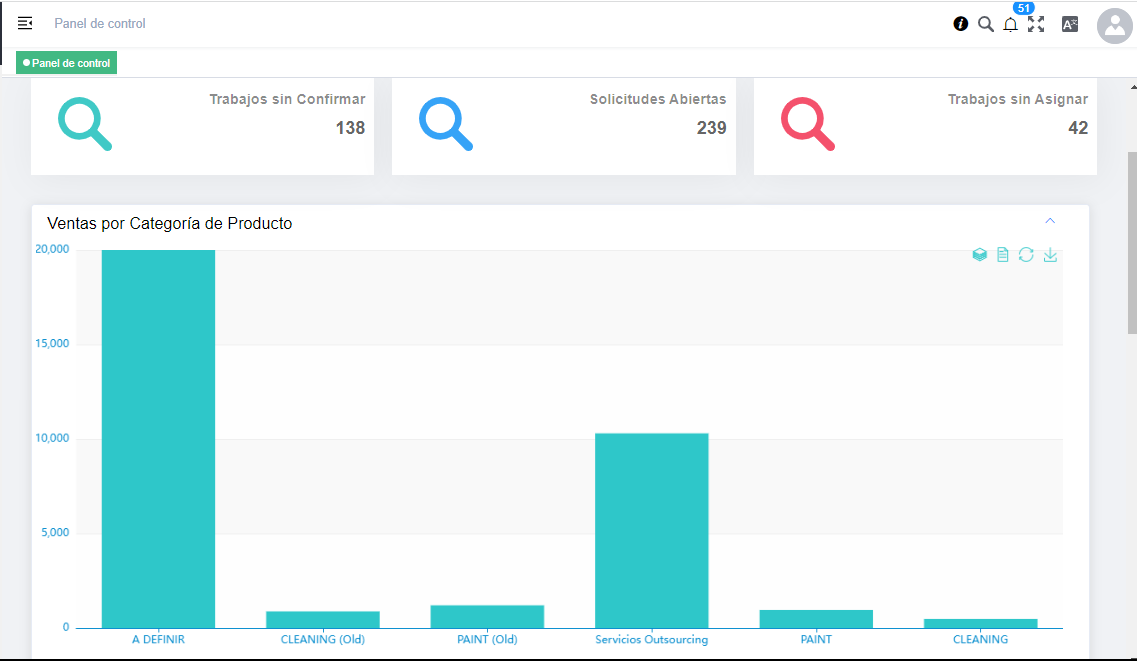 Panel de control
51
Panel de control
Trabajos sin Confirmar
138
Solicitudes Abiertas
239
Trabajos sin Asignar
42
Ventas por Categoría de Producto
20,000
15,000
10,000
5,000
0
A DEFINIR
CLEANING (Old)
PAINT (Old)
Servicios Outsourcing
PAINT
CLEANING